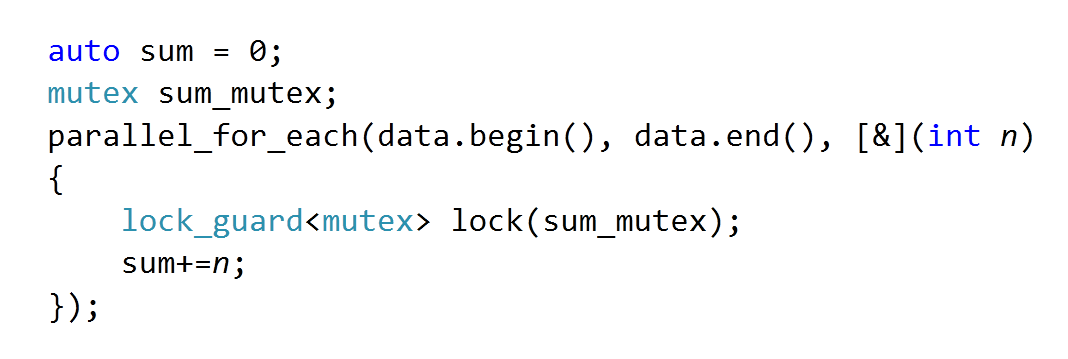 auto sum = 0;
mutex sum_mutex;
parallel_for_each(data.begin(), data.end(), [&](int n)
{
    lock_guard<mutex> lock(sum_mutex);
    sum+=n;
});